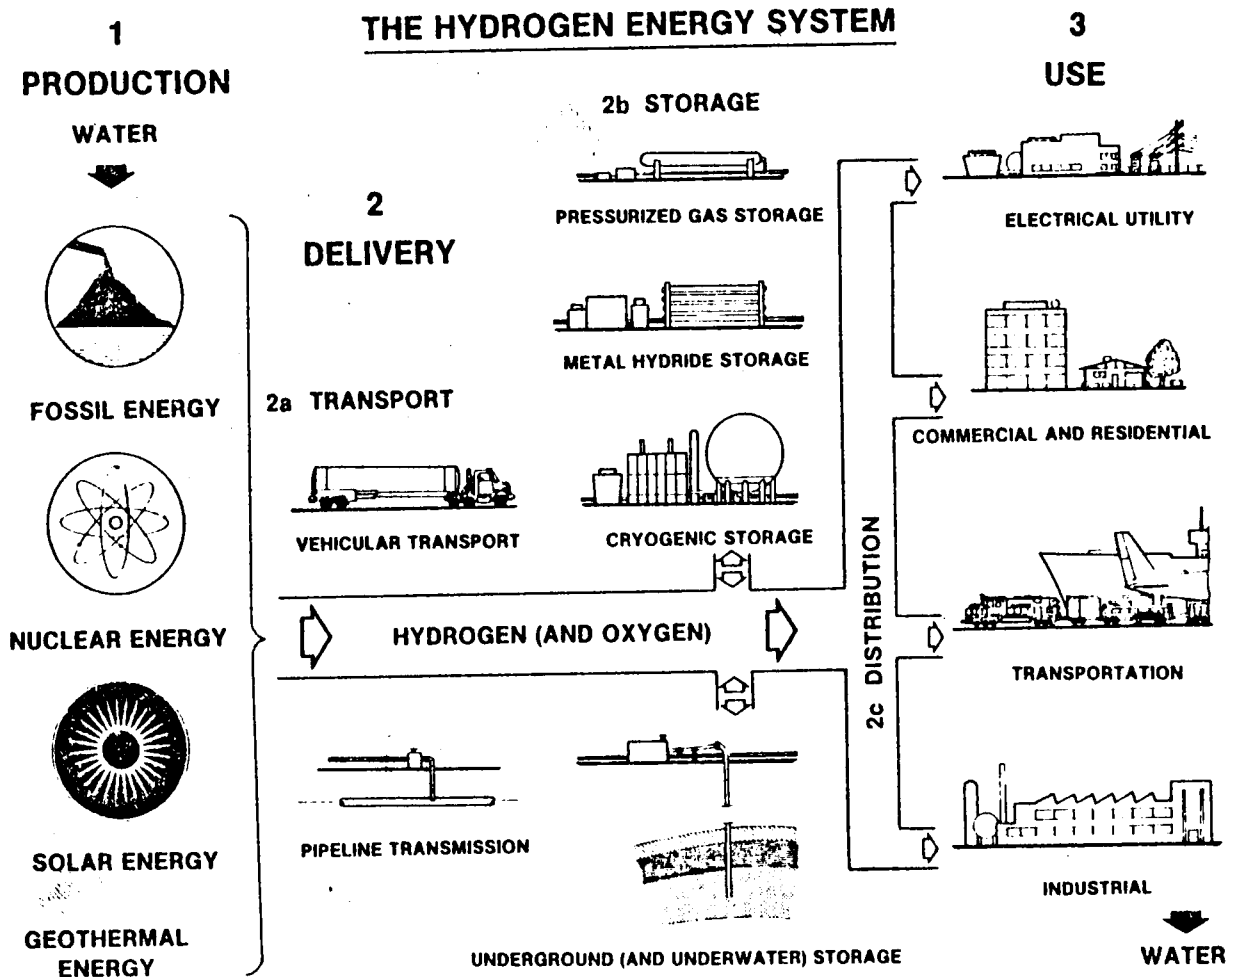 THE HYDROGEN ENERGY SYSTEM
1
PRODUCTION
WATER
FOSSIL ENERGY
NUCLEAR ENERGY
SOLAR ENERGY
GEOTHERMAL
ENERGY
2
DELIVERY
2a TRANSPORT
VEHICULAR TRANSPORT
HYDROGEN (AND OXYGEN)
PIPELINE TRANSMISSION
2b STORAGE
PRESSURIZED GAS STORAGE
METAL HYDRIDE STORAGE
CRYOGENIC STORAGE
UNDERGROUND (AND UNDERWATER) STORAGE
2c DISTRIBUTION
3
USE
ELECTRICAL UTILITY
COMMERCIAL AND RESIDENTIAL
TRANSPORTATION
INDUSTRIAL
WATER